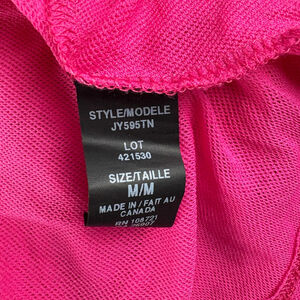 STYLE/MODELE
JY595TN
LOT
421530
SIZE/TAILLE
M/M
MADE IN / FAIT AU
CANADA
RN 108721